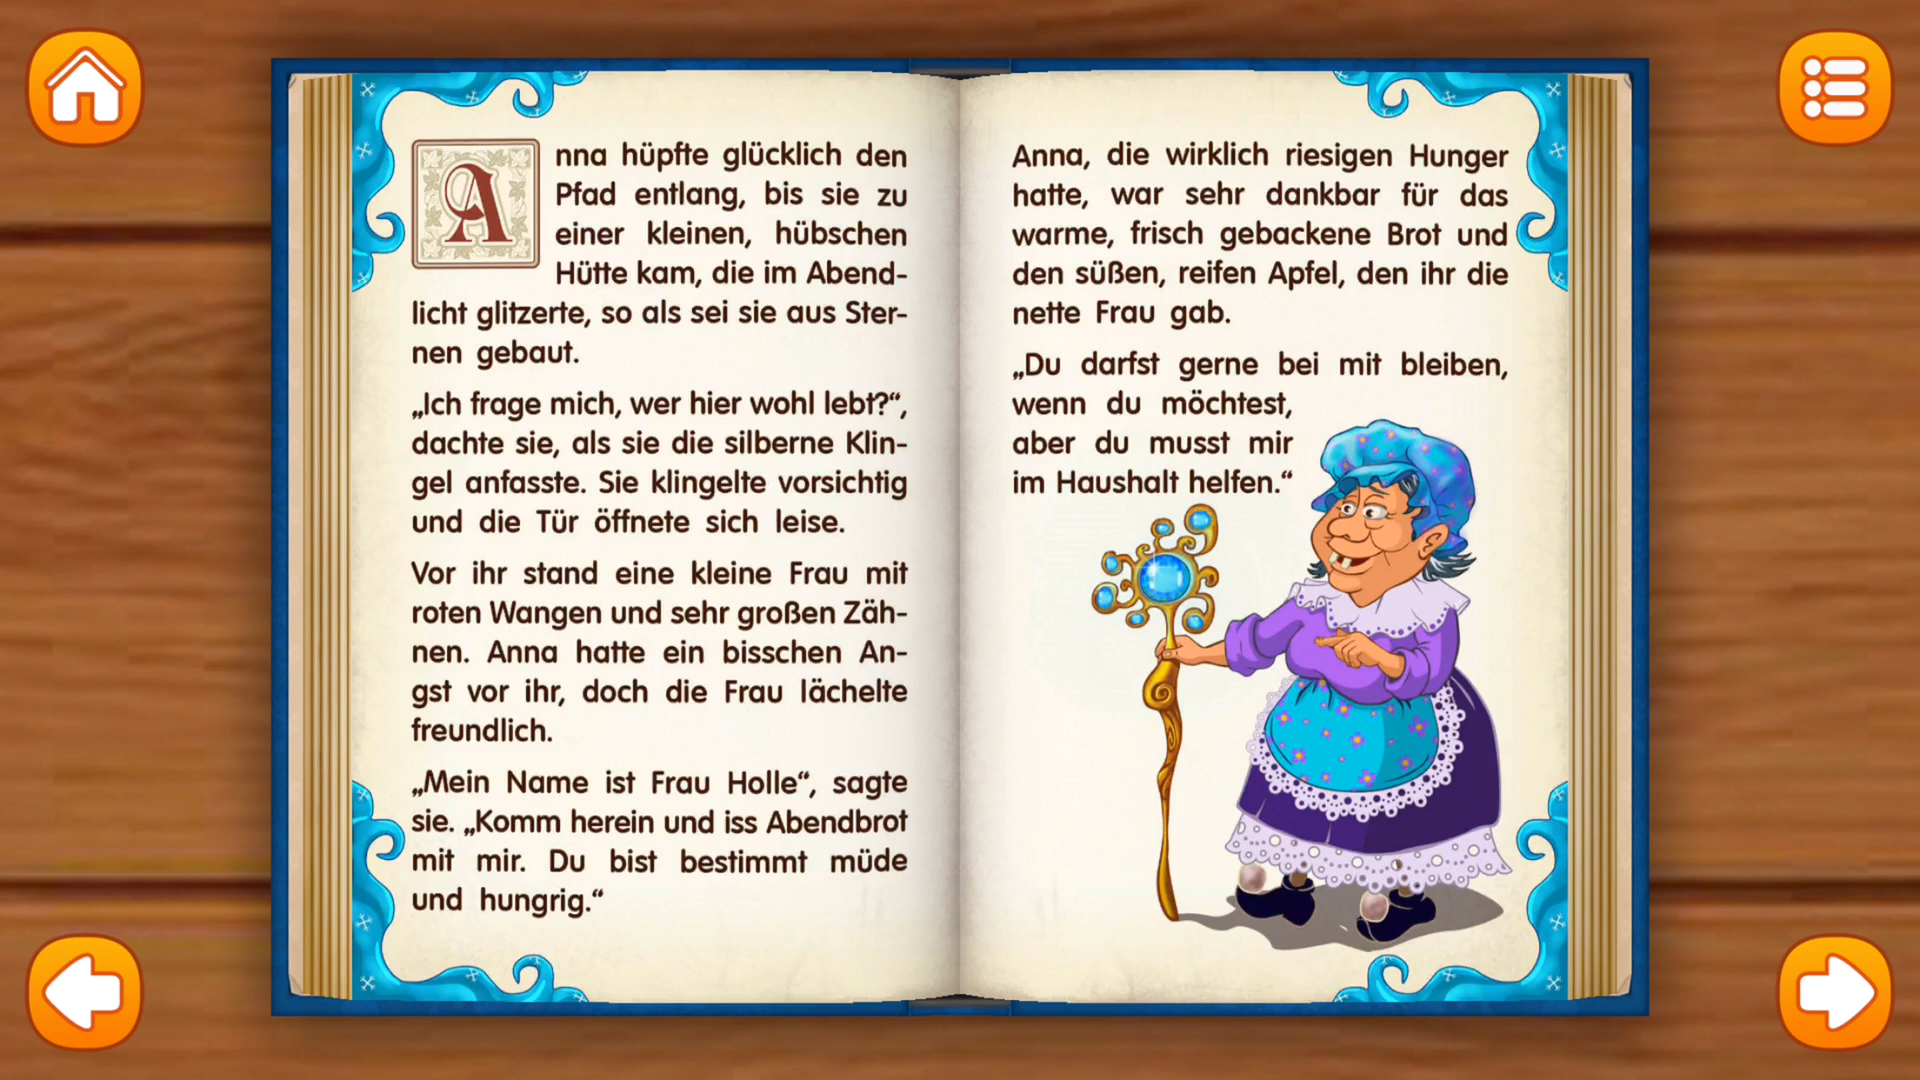 Anna hüpfte glücklich den
Pfad entlang, bis sie zu
einer kleinen, hübschen
Hütte kam, die im Abend-
licht glitzerte, so als sei sie aus Ster-
nen gebaut.
„Ich frage mich, wer hier wohl lebt?“,
dachte sie, als sie die silberne Klin-
gel anfasste. Sie klingelte vorsichtig
und die Tür öffnete sich leise.
Vor ihr stand eine kleine Frau mit
roten Wangen und sehr großen Zäh-
nen. Anna hatte ein bisschen An-
gst vor ihr, doch die Frau lächelte
freundlich.
„Mein Name ist Frau Holle“, sagte
sie. „Komm herein und iss Abendbrot
mit mir. Du bist bestimmt müde
und hungrig.“
Anna, die wirklich riesigen Hunger
hatte, war sehr dankbar für das
warme, frisch gebackene Brot und
den süßen, reifen Apfel, den ihr die
nette Frau gab.
„Du darfst gerne bei mit bleiben,
wenn du möchtest,
aber du musst mir
im Haushalt helfen.“